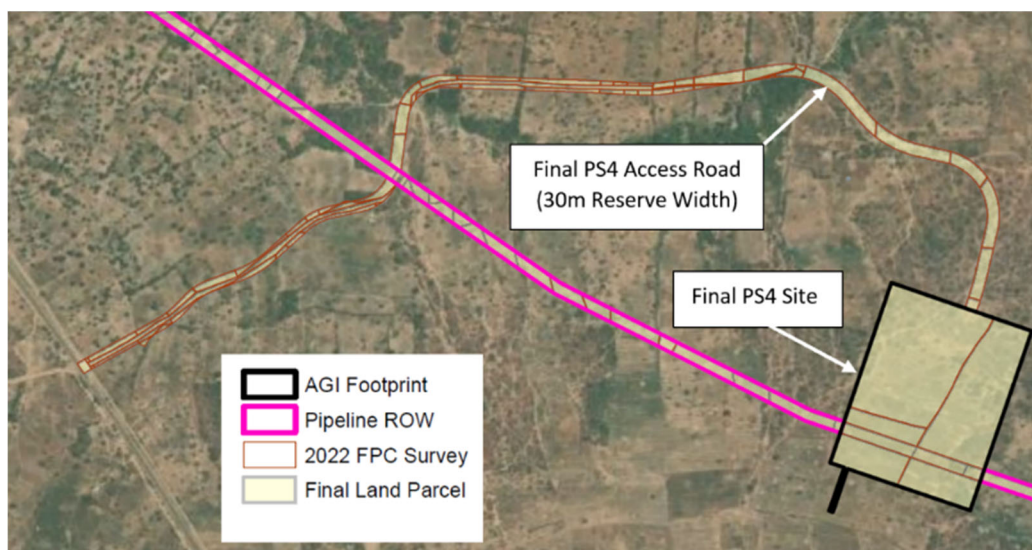 Final PS4 Access Road
(30m Reserve Width)
Final PS4 Site
AGI Footprint
Pipeline ROW
2022 FPC Survey
Final Land Parcel